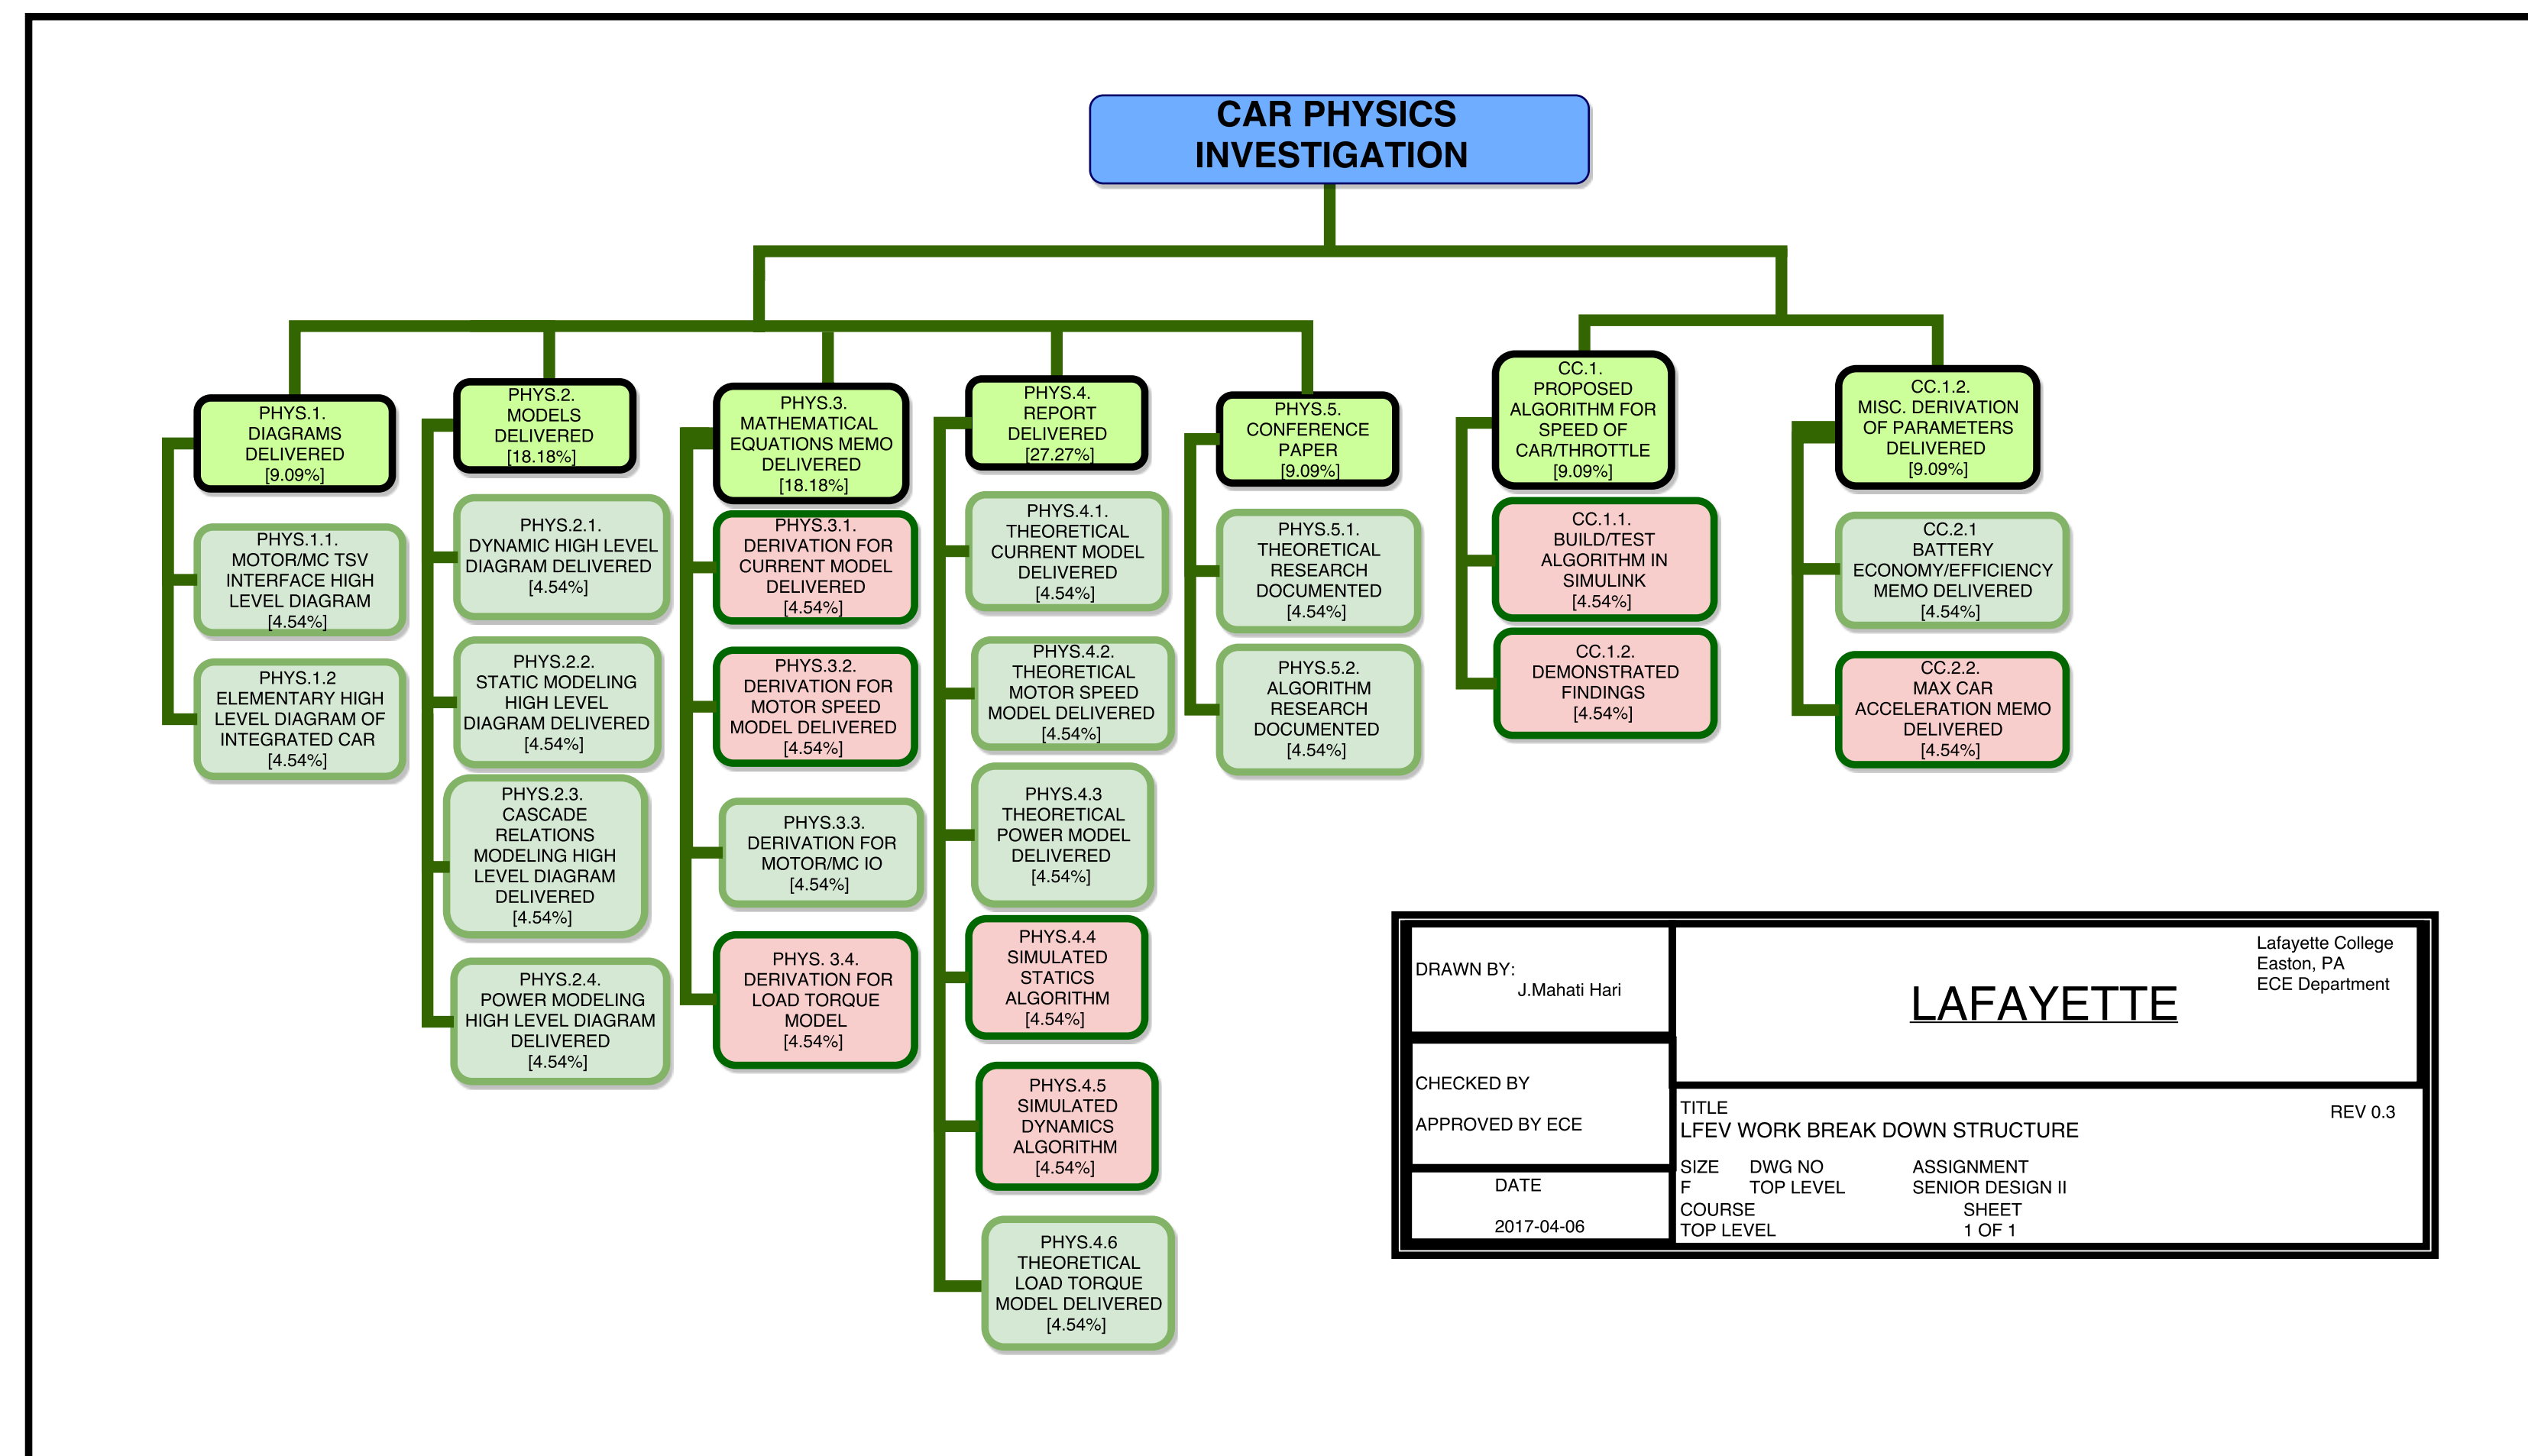 CAR PHYSICS
INVESTIGATION
PHYS.1.
DIAGRAMS
DELIVERED
[9.09%]
PHYS.1.1.
MOTOR/MC TSV
INTERFACE HIGH
LEVEL DIAGRAM
[4.54%]
PHYS.1.2
ELEMENTARY HIGH
LEVEL DIAGRAM OF
INTEGRATED CAR
[4.54%]
PHYS.2.
MODELS
DELIVERED
[18.18%]
PHYS.2.1.
DYNAMIC HIGH LEVEL
DIAGRAM DELIVERED
[4.54%]
PHYS.2.2.
STATIC MODELING
HIGH LEVEL
DIAGRAM DELIVERED
[4.54%]
PHYS.2.3.
CASCADE
RELATIONS
MODELING HIGH
LEVEL DIAGRAM
DELIVERED
[4.54%]
PHYS.2.4.
POWER MODELING
HIGH LEVEL DIAGRAM
DELIVERED
[4.54%]
PHYS.3.
MATHEMATICAL
EQUATIONS MEMO
DELIVERED
[18.18%]
PHYS.3.1.
DERIVATION FOR
CURRENT MODEL
DELIVERED
[4.54%]
PHYS.3.2.
DERIVATION FOR
MOTOR SPEED
MODEL DELIVERED
[4.54%]
PHYS.3.3.
DERIVATION FOR
MOTOR/MC IO
[4.54%]
PHYS. 3.4.
DERIVATION FOR
LOAD TORQUE
MODEL
[4.54%]
PHYS.4.
REPORT
DELIVERED
[27.27%]
PHYS.4.1.
THEORETICAL
CURRENT MODEL
DELIVERED
[4.54%]
PHYS.4.2.
THEORETICAL
MOTOR SPEED
MODEL DELIVERED
[4.54%]
PHYS.4.3
THEORETICAL
POWER MODEL
DELIVERED
[4.54%]
PHYS.4.4
SIMULATED
STATICS
ALGORITHM
[4.54%]
PHYS.4.5
SIMULATED
DYNAMICS
ALGORITHM
[4.54%]
PHYS.4.6
THEORETICAL
LOAD TORQUE
MODEL DELIVERED
[4.54%]
PHYS.5.
CONFERENCE
PAPER
[9.09%]
PHYS.5.1.
THEORETICAL
RESEARCH
DOCUMENTED
[4.54%]
PHYS.5.2.
ALGORITHM
RESEARCH
DOCUMENTED
[4.54%]
CC.1.
PROPOSED
ALGORITHM FOR
SPEED OF
CAR/THROTTLE
[9.09%]
CC.1.1.
BUILD/TEST
ALGORITHM IN
SIMULINK
[4.54%]
CC.1.2.
DEMONSTRATED
FINDINGS
[4.54%]
CC.1.2.
MISC. DERIVATION
OF PARAMETERS
DELIVERED
[9.09%]
CC.2.1
BATTERY
ECONOMY/EFFICIENCY
MEMO DELIVERED
[4.54%]
CC.2.2.
MAX CAR
ACCELERATION MEMO
DELIVERED
[4.54%]
DRAWN BY:
J.Mahati Hari
CHECKED BY
APPROVED BY ECE
DATE
2017-04-06
LAFAYETTE
Lafayette College
Easton, PA
ECE Department
TITLE
REV 0.3
LFEV WORK BREAK DOWN STRUCTURE
SIZE DWG NO ASSIGNMENT
F TOP LEVEL SENIOR DESIGN II
COURSE SHEET
TOP LEVEL 1 OF 1